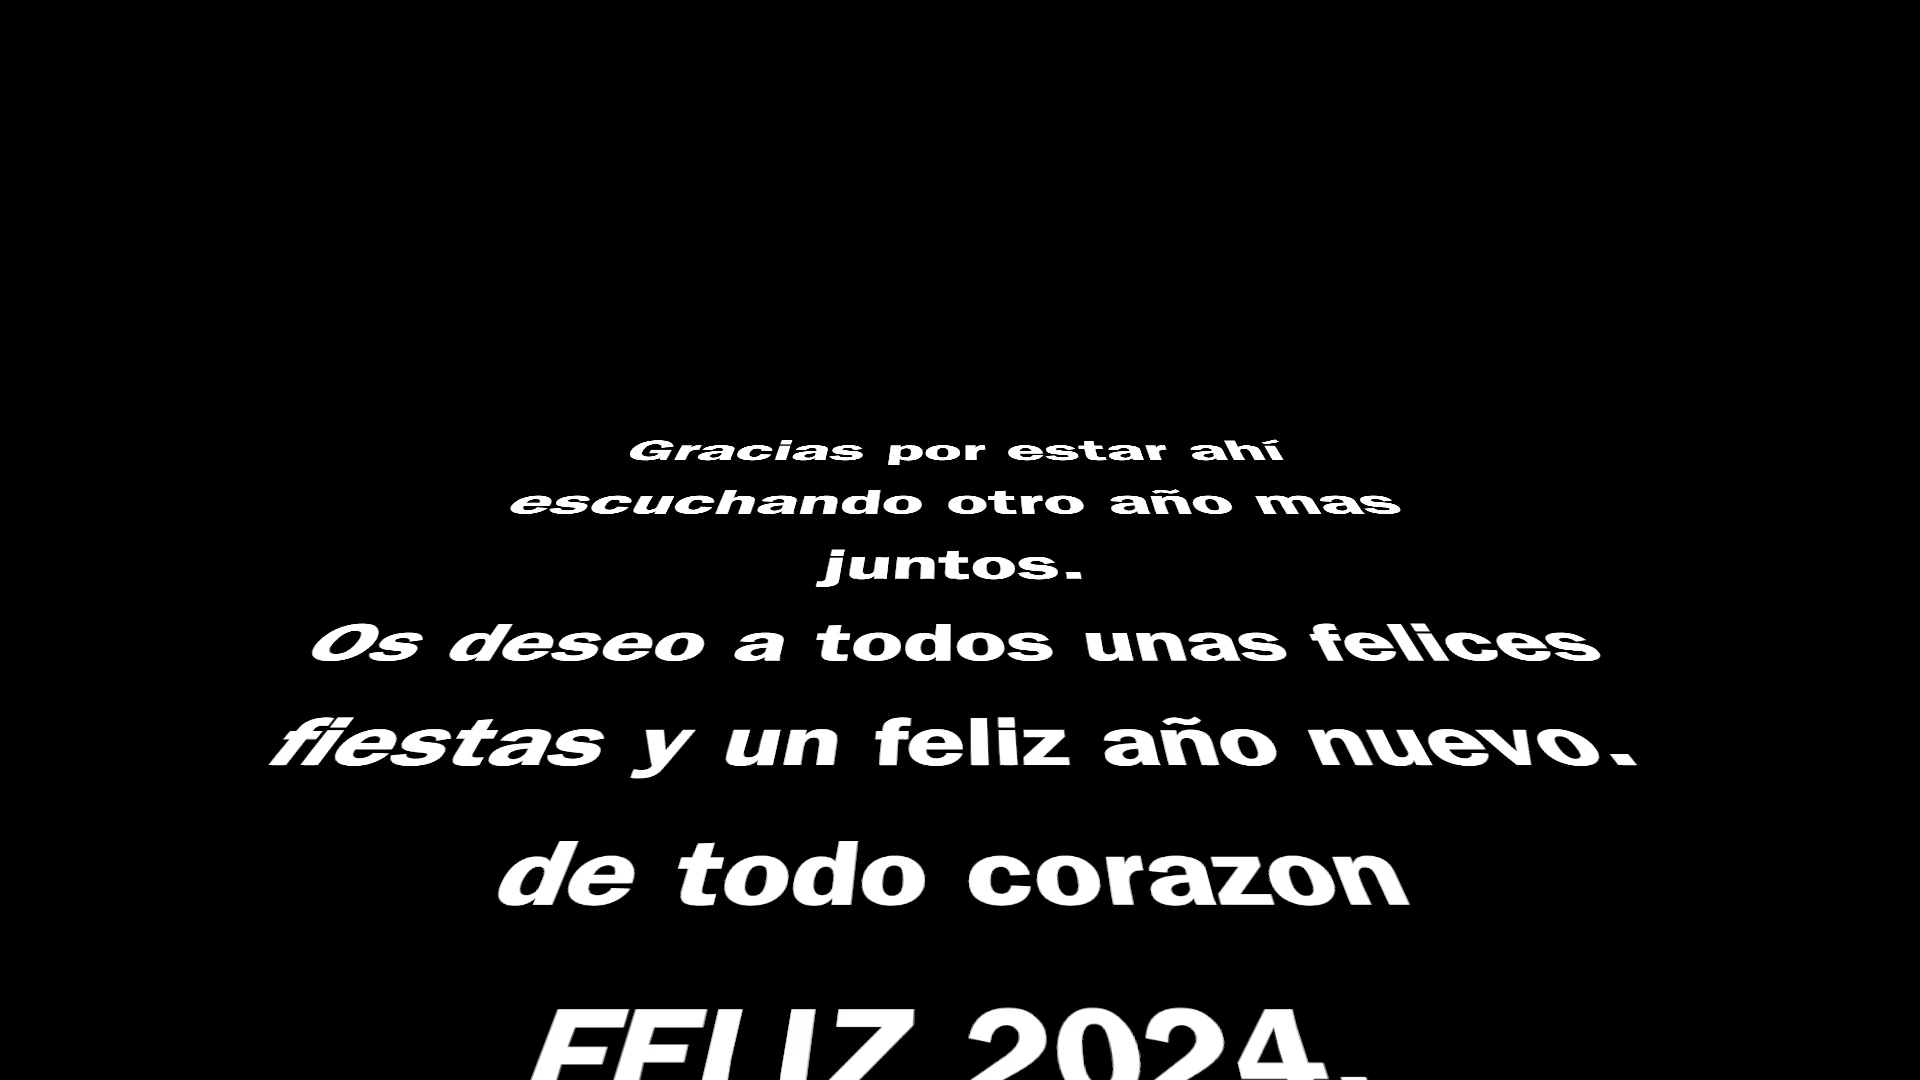 Gracias por estar ahí
escuchando otro año mas
juntos.
Os deseo a todos unas felices
fiestas y un feliz año nuevo.
de todo corazon
FELIZ 2024.